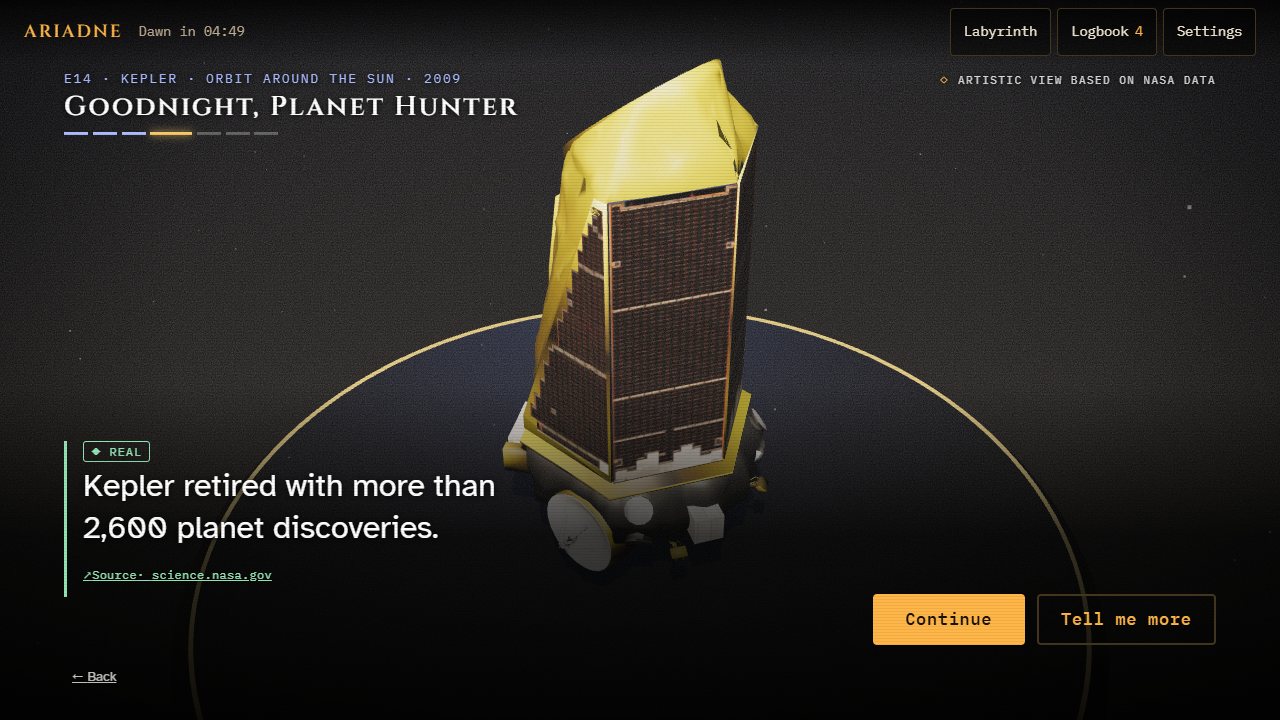 ARIADNE Dawn in 04:49 Labyrinth Logbook 4 Settings
E14 · KEPLER · ORBIT AROUND THE SUN · 2009
◇ ARTISTIC VIEW BASED ON NASA DATA
GOODNIGHT, PLANET HUNTER
◆ REAL
Kepler retired with more than
2,600 planet discoveries.
↗Source· science.nasa.gov
Continue Tell me more
← Back